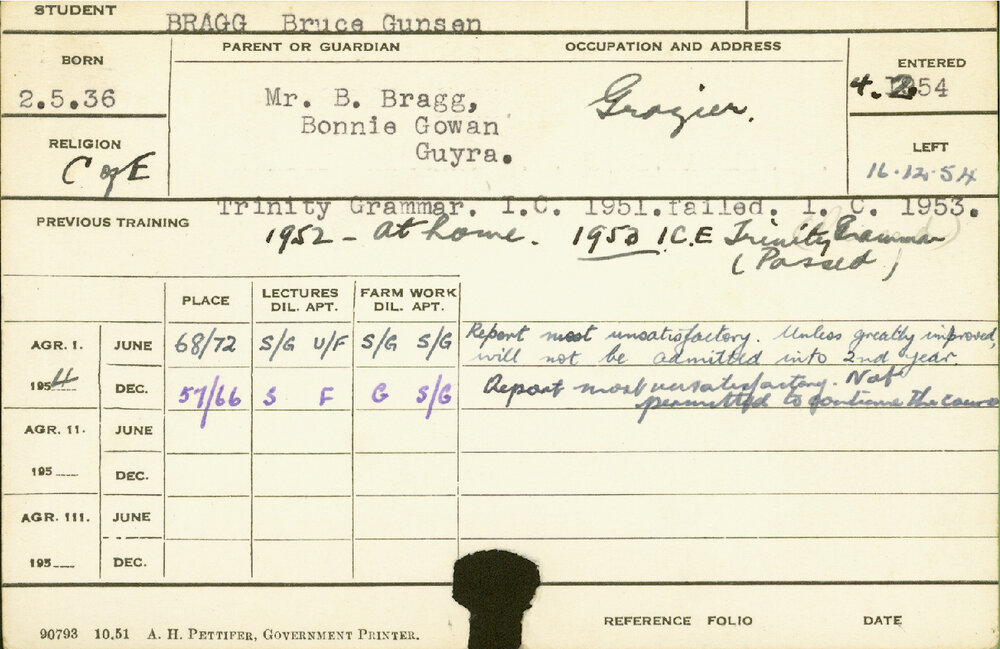 STUDENT BRAGG Bruce Gunsen
PARENT OR GUARDIAN OCCUPATION AND ADDRESS
BORN
2.5.36
ENTERED
4.2.54
Mr. B. Bragg,
Bonnie Gowan
Guyra.
Grazier.
RELIGION
C of E
LEFT
16.12.54
PREVIOUS TRAINING
Trinity Grammar. I.C. 1951.failed. I. C. 1953.
1952 - at home. 1953 I.C.E Trinity Grammar
(Passed)
PLACE LECTURES DIL. APT. FARM WORK DIL. APT.
AGR. I. JUNE 68/72 S/G U/F S/G S/G Report most unsatisfactory. Unless greatly improved,
will not be admitted into 2nd year
1954 DEC. 57/66 S F G S/G Report most unsatisfactory. Not
permitted to continue the course
AGR. 11. JUNE
195 DEC.
AGR. 111. JUNE
195 DEC.
90793 10.51 A. H. PETTIFER, GOVERNMENT PRINTER.
REFERENCE FOLIO DATE